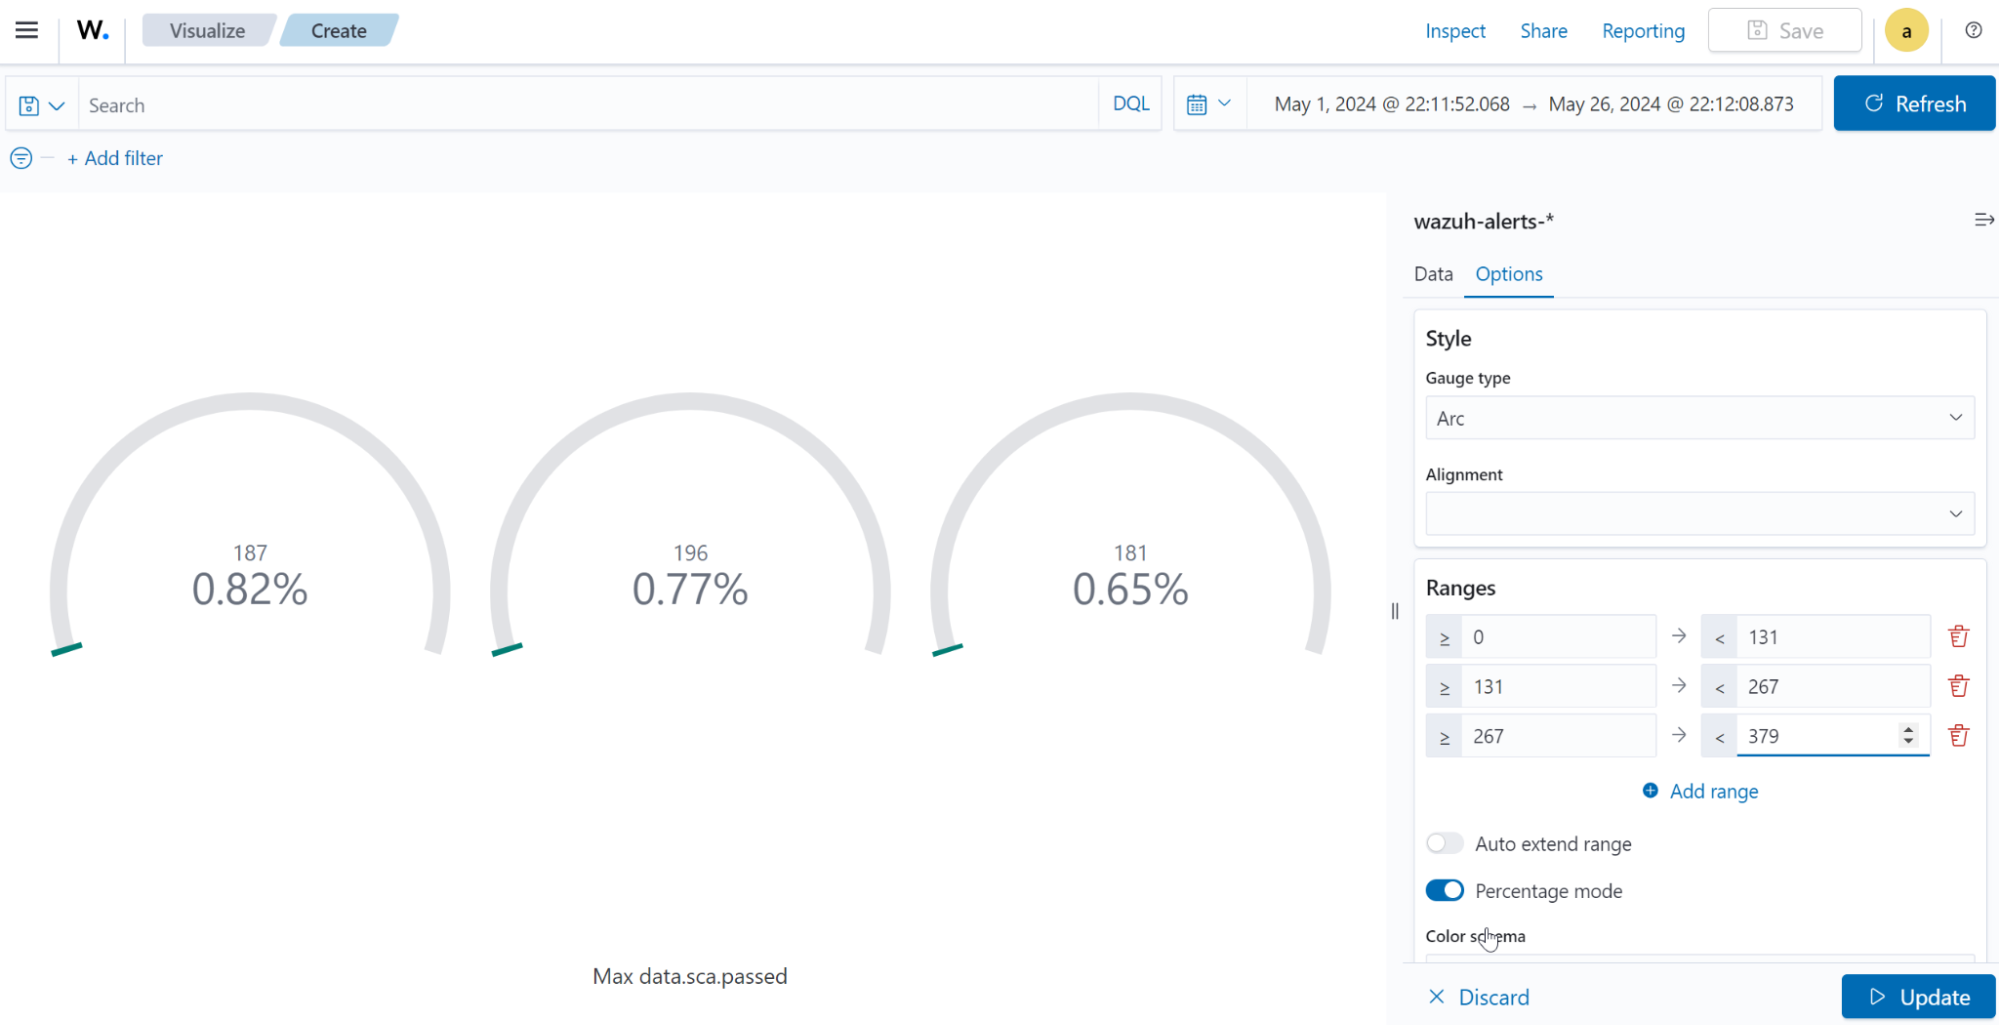 W. Visualize Create Inspect Share Reporting Save a
Search DQL May 1, 2024 @ 22:11:52.068 → May 26, 2024 @ 22:12:08.873 Refresh
+ Add filter
wazuh-alerts-*
Data Options
Style
Gauge type
Arc
Alignment
187 196 181
0.82% 0.77% 0.65%
Ranges
≥ 0 → < 131
≥ 131 → < 267
≥ 267 → < 379
Add range
Auto extend range
Percentage mode
Color schema
Max data.sca.passed
Discard Update